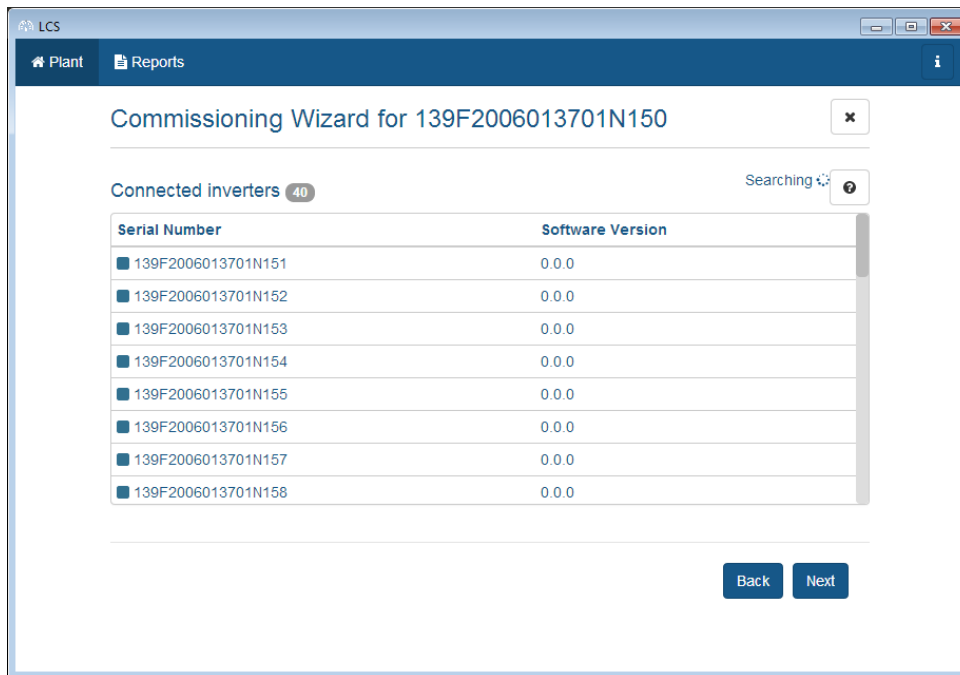 LCS
Plant Reports i
Commissioning Wizard for 139F2006013701N150
Searching
Connected inverters 40
Serial Number Software Version
139F2006013701N151 0.0.0
139F2006013701N152 0.0.0
139F2006013701N153 0.0.0
139F2006013701N154 0.0.0
139F2006013701N155 0.0.0
139F2006013701N156 0.0.0
139F2006013701N157 0.0.0
139F2006013701N158 0.0.0
Back Next